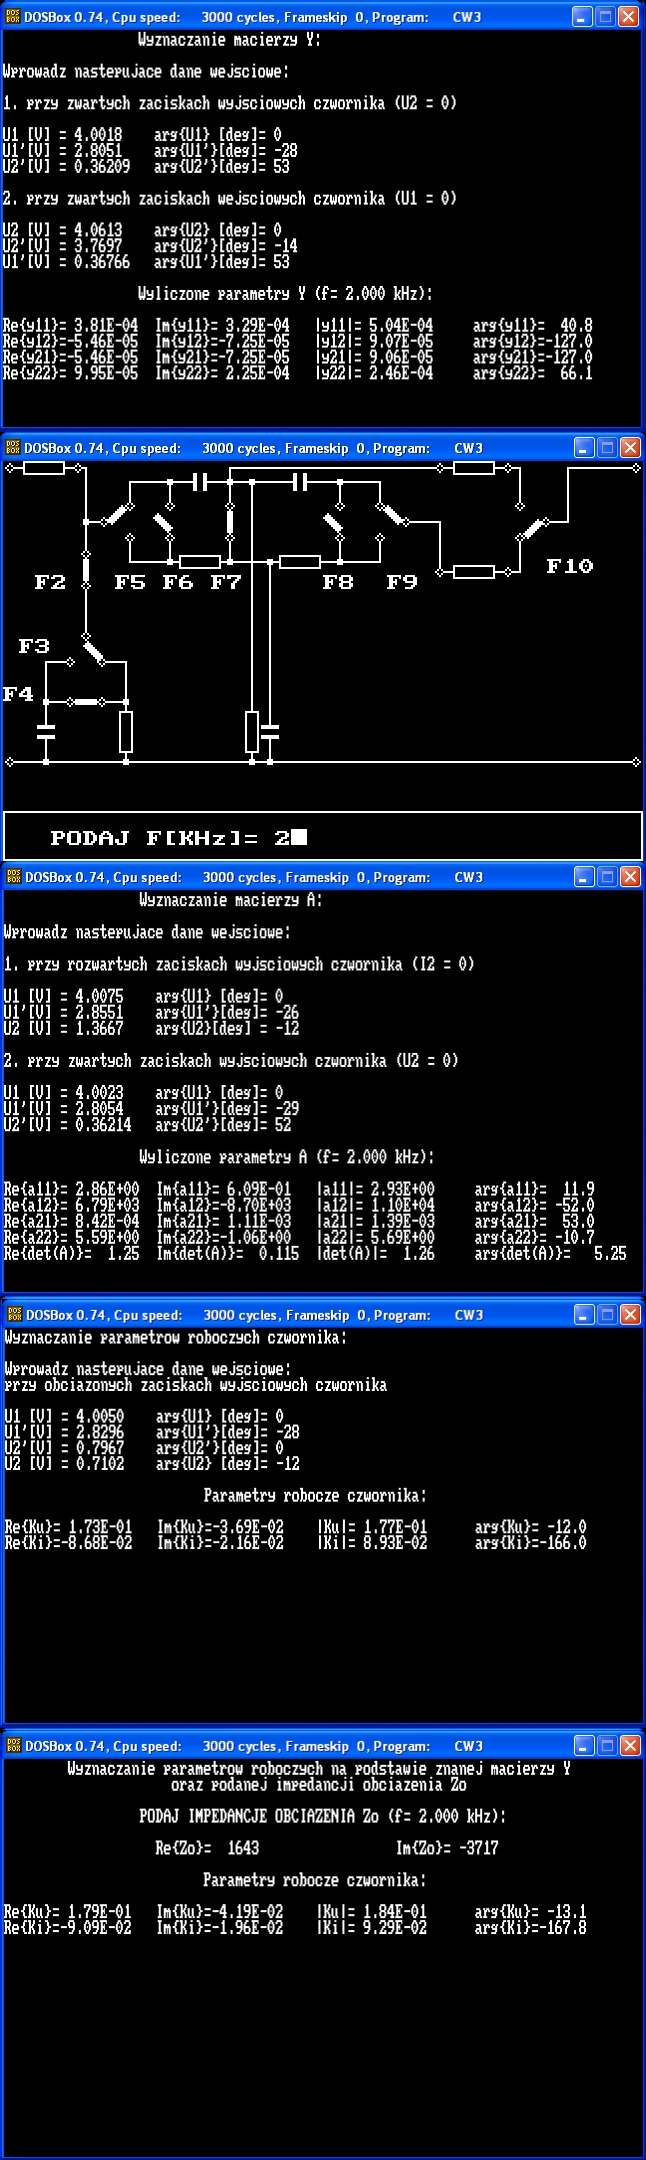 DOSBox 0.74, Cpu speed: 3000 cycles, Frameskip 0, Program: CW3
Wyznaczanie macierzy Y:
Wprowadz nastepujace dane wejsciowe:
1. przy zwartych zaciskach wyjsciowych czwornika (U2 = 0)
U1 [V] = 4.0018 arg{U1} [deg]= 0
U1'[V] = 2.8051 arg{U1'}[deg]= -28
U2'[V] = 0.36209 arg{U2'}[deg]= 53
2. przy zwartych zaciskach wejsciowych czwornika (U1 = 0)
U2 [V] = 4.0613 arg{U2} [deg]= 0
U2'[V] = 3.7697 arg{U2'}[deg]= -14
U1'[V] = 0.36766 arg{U1'}[deg]= 53
Wyliczone parametry Y (f= 2.000 kHz):
Re{y11}= 3.81E-04 Im{y11}= 3.29E-04 |y11|= 5.04E-04 arg{y11}= 40.8
Re{y12}=-5.46E-05 Im{y12}=-7.25E-05 |y12|= 9.07E-05 arg{y12}=-127.0
Re{y21}=-5.46E-05 Im{y21}=-7.25E-05 |y21|= 9.06E-05 arg{y21}=-127.0
Re{y22}= 9.95E-05 Im{y22}= 2.25E-04 |y22|= 2.46E-04 arg{y22}= 66.1
DOSBox 0.74, Cpu speed: 3000 cycles, Frameskip 0, Program: CW3
F10
F2 F5 F6 F7 F8 F9
F3
F4
PODAJ F[KHz]= 2
DOSBox 0.74, Cpu speed: 3000 cycles, Frameskip 0, Program: CW3
Wyznaczanie macierzy A:
Wprowadz nastepujace dane wejsciowe:
1. przy rozwartych zaciskach wyjsciowych czwornika (I2 = 0)
U1 [V] = 4.0075 arg{U1} [deg]= 0
U1'[V] = 2.8551 arg{U1'}[deg]= -26
U2 [V] = 1.3667 arg{U2}[deg] = -12
2. przy zwartych zaciskach wyjsciowych czwornika (U2 = 0)
U1 [V] = 4.0023 arg{U1} [deg]= 0
U1'[V] = 2.8054 arg{U1'}[deg]= -29
U2'[V] = 0.36214 arg{U2'}[deg]= 52
Wyliczone parametry A (f= 2.000 kHz):
Re{a11}= 2.86E+00 Im{a11}= 6.09E-01 |a11|= 2.93E+00 arg{a11}= 11.9
Re{a12}= 6.79E+03 Im{a12}=-8.70E+03 |a12|= 1.10E+04 arg{a12}= -52.0
Re{a21}= 8.42E-04 Im{a21}= 1.11E-03 |a21|= 1.39E-03 arg{a21}= 53.0
Re{a22}= 5.59E+00 Im{a22}=-1.06E+00 |a22|= 5.69E+00 arg{a22}= -10.7
Re{det(A)}= 1.25 Im{det(A)}= 0.115 |det(A)|= 1.26 arg{det(A)}= 5.25
DOSBox 0.74, Cpu speed: 3000 cycles, Frameskip 0, Program: CW3
Wyznaczanie parametrow roboczych czwornika:
Wprowadz nastepujace dane wejsciowe:
przy obciazonych zaciskach wyjsciowych czwornika
U1 [V] = 4.0050 arg{U1} [deg]= 0
U1'[V] = 2.8296 arg{U1'}[deg]= -28
U2'[V] = 0.7967 arg{U2'}[deg]= 0
U2 [V] = 0.7102 arg{U2} [deg]= -12
Parametry robocze czwornika:
Re{Ku}= 1.73E-01 Im{Ku}=-3.69E-02 |Ku|= 1.77E-01 arg{Ku}= -12.0
Re{Ki}=-8.68E-02 Im{Ki}=-2.16E-02 |Ki|= 8.93E-02 arg{Ki}=-166.0
DOSBox 0.74, Cpu speed: 3000 cycles, Frameskip 0, Program: CW3
Wyznaczanie parametrow roboczych na podstawie znanej macierzy Y
oraz podanej impedancji obciazenia Zo
PODAJ IMPEDANCJE OBCIAZENIA Zo (f= 2.000 kHz):
Re{Zo}= 1643 Im{Zo}= -3717
Parametry robocze czwornika:
Re{Ku}= 1.79E-01 Im{Ku}=-4.19E-02 |Ku|= 1.84E-01 arg{Ku}= -13.1
Re{Ki}=-9.09E-02 Im{Ki}=-1.96E-02 |Ki|= 9.29E-02 arg{Ki}=-167.8